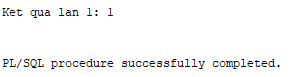 Ket qua lan 1: 1
PL/SQL procedure successfully completed.